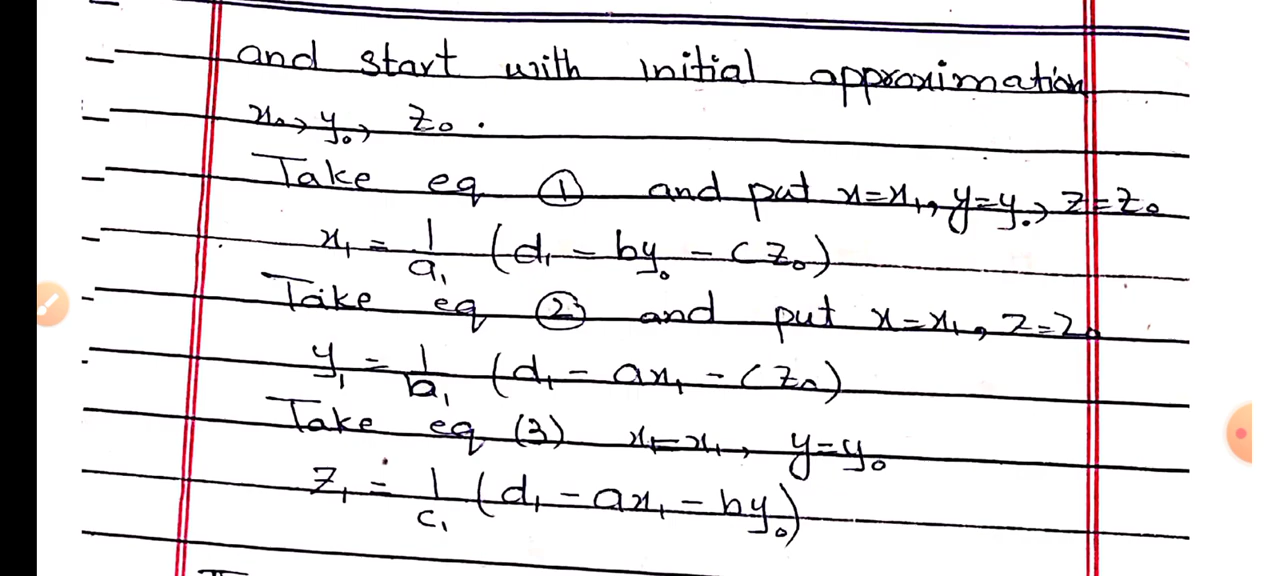 and start with initial approximation
x₀, y₀, z₀.
Take eq ① and put x=x₁, y=y₀, z=z₀
x₁ = 1/a₁ (d₁ - by₀ - cz₀)
Take eq ② and put x=x₁, z=z₀
y₁ = 1/b₁ (d₁ - ax₁ - cz₀)
Take eq (3) x=x₁, y=y₀
z₁ = 1/c₁ (d₁ - ax₁ - by₀)